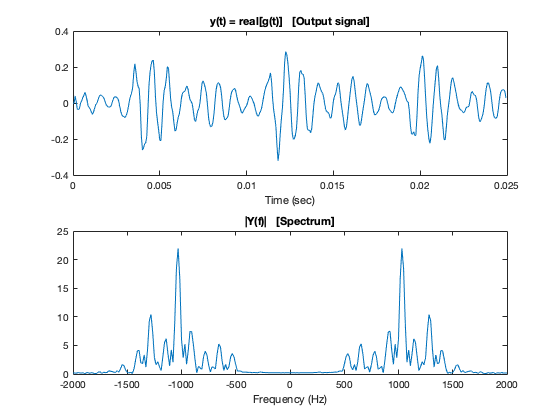 y(t) = real[g(t)] [Output signal]
0.4
0.2
0
-0.2
-0.4
0 0.005 0.01 0.015 0.02 0.025
Time (sec)
|Y(f)| [Spectrum]
25
20
15
10
5
0
-2000 -1500 -1000 -500 0 500 1000 1500 2000
Frequency (Hz)